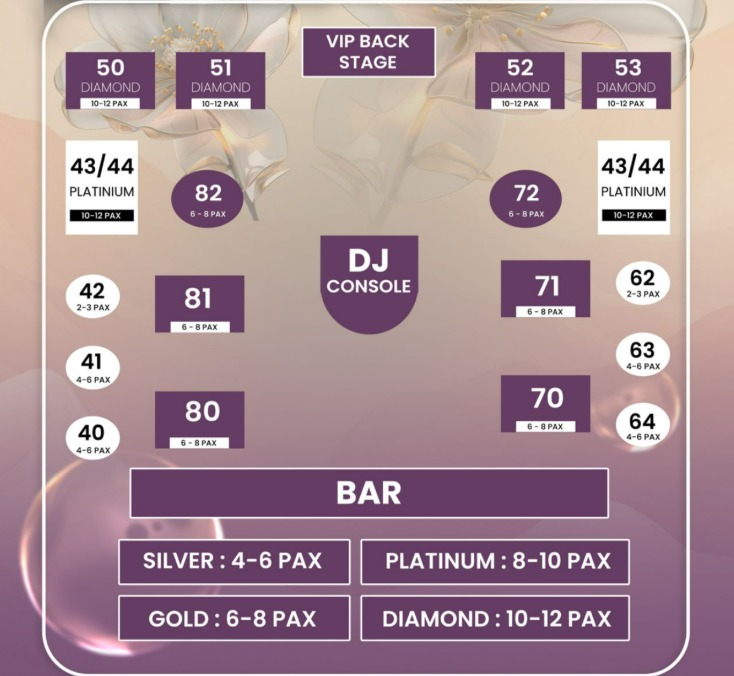 VIP BACK
STAGE
50
DIAMOND
10-12 PAX
51
DIAMOND
10-12 PAX
52
DIAMOND
10-12 PAX
53
DIAMOND
10-12 PAX
43/44
PLATINIUM
10-12 PAX
82
6 - 8 PAX
72
6 - 8 PAX
43/44
PLATINIUM
10-12 PAX
DJ
CONSOLE
42
2-3 PAX
81
6 - 8 PAX
71
6 - 8 PAX
62
2-3 PAX
41
4-6 PAX
63
4-6 PAX
40
4-6 PAX
80
6 - 8 PAX
70
6 - 8 PAX
64
4-6 PAX
BAR
SILVER : 4-6 PAX
PLATINUM : 8-10 PAX
GOLD : 6-8 PAX
DIAMOND : 10-12 PAX